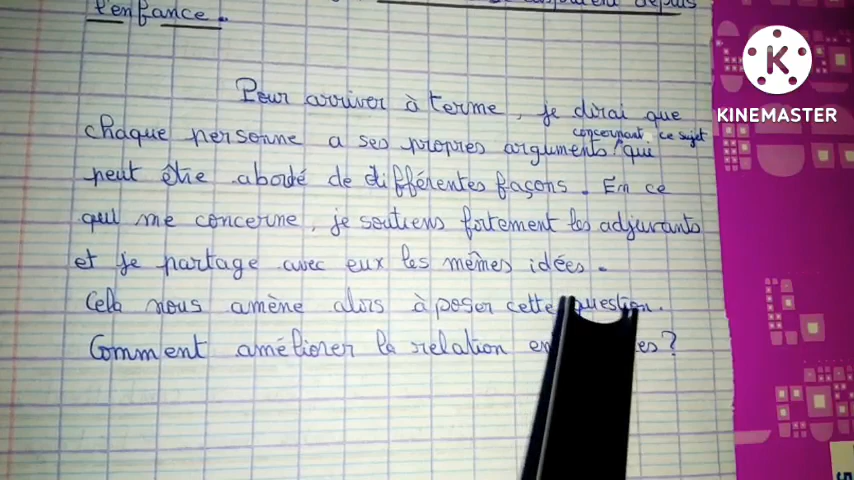 depuis
l'enfance.
Pour arriver à terme, je dirai que
chaque personne a ses propres arguments concernant ce sujet qui
peut être abordé de différentes façons. En ce
qui me concerne, je soutiens fortement les adjuvants
et je partage avec eux les mêmes idées.
Cela nous amène alors à poser cette question.
Comment améliorer la relation ?
K
KINEMASTER
5